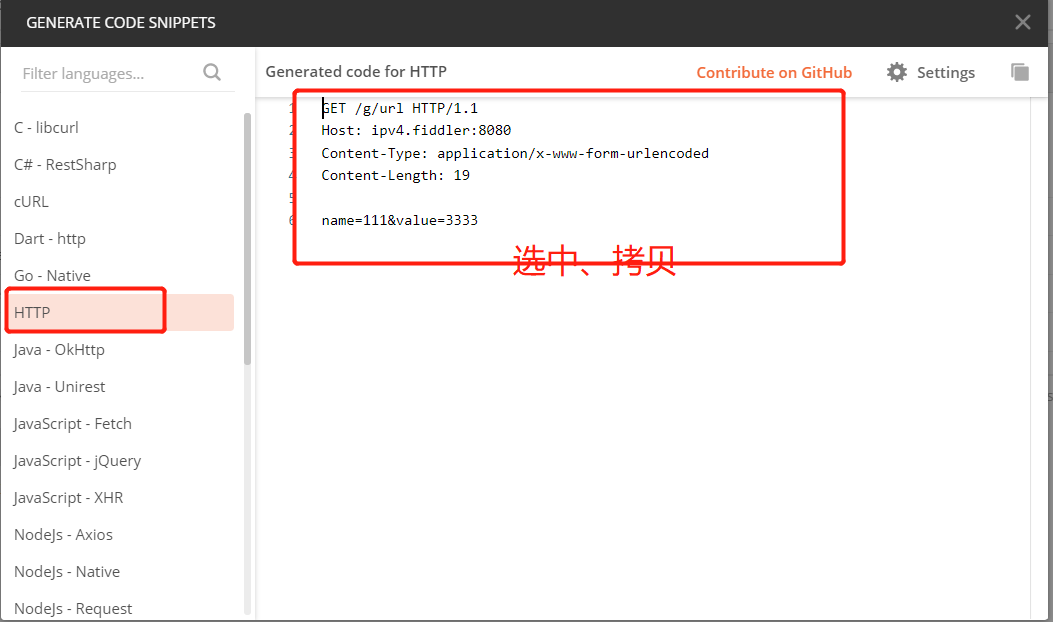 GENERATE CODE SNIPPETS
Filter languages...
C - libcurl
C# - RestSharp
cURL
Dart - http
Go - Native
HTTP
Java - OkHttp
Java - Unirest
JavaScript - Fetch
JavaScript - jQuery
JavaScript - XHR
NodeJs - Axios
NodeJs - Native
NodeJs - Request
Generated code for HTTP
Contribute on GitHub
Settings
1 GET /g/url HTTP/1.1
2 Host: ipv4.fiddler:8080
3 Content-Type: application/x-www-form-urlencoded
4 Content-Length: 19
5
6 name=111&value=3333
选中、拷贝